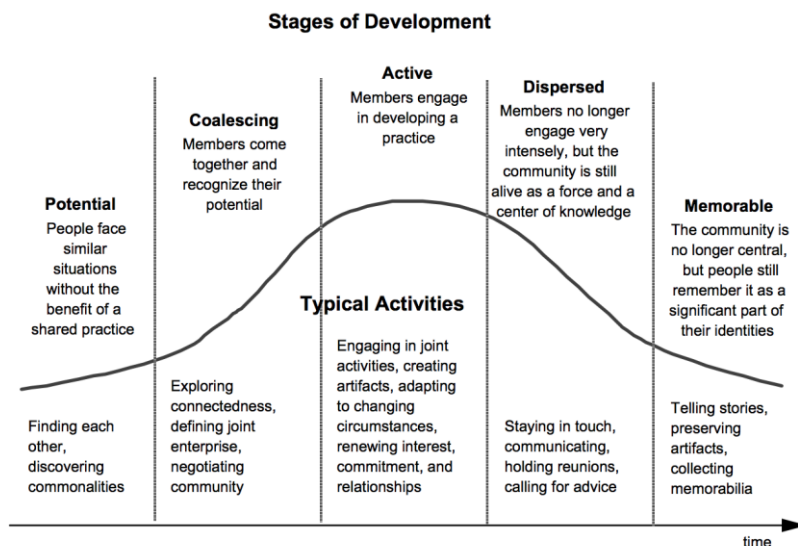 Stages of Development
Potential
People face
similar
situations
without the
benefit of a
shared practice
Coalescing
Members come
together and
recognize their
potential
Active
Members engage
in developing a
practice
Dispersed
Members no longer
engage very
intensely, but the
community is still
alive as a force and a
center of knowledge
Memorable
The community is
no longer central,
but people still
remember it as a
significant part of
their identities
Typical Activities
Finding each
other,
discovering
commonalities
Exploring
connectedness,
defining joint
enterprise,
negotiating
community
Engaging in joint
activities, creating
artifacts, adapting
to changing
circumstances,
renewing interest,
commitment, and
relationships
Staying in touch,
communicating,
holding reunions,
calling for advice
Telling stories,
preserving
artifacts,
collecting
memorabilia
time